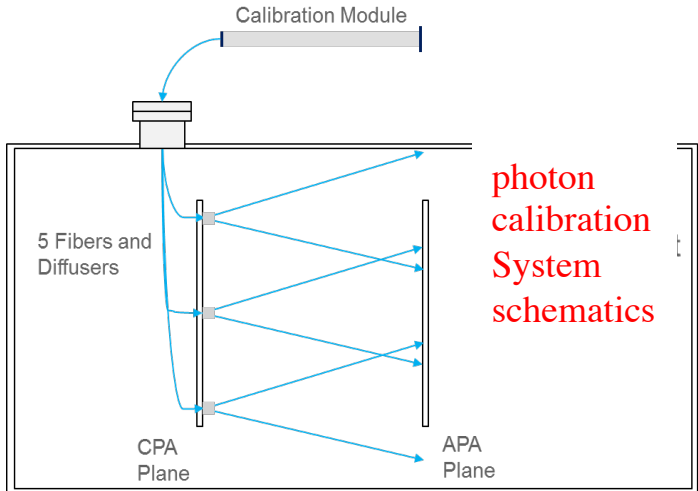 Calibration Module
photon
calibration
System
schematics
5 Fibers and
Diffusers
CPA
Plane
APA
Plane